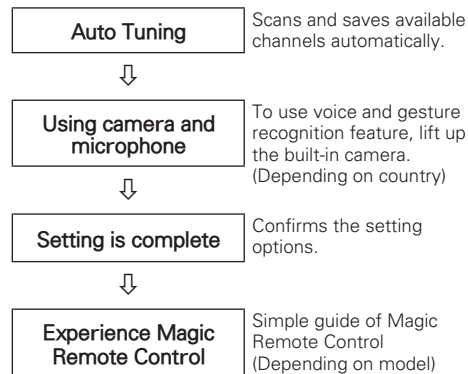 Auto Tuning
Scans and saves available
channels automatically.
⇩
Using camera and
microphone
To use voice and gesture
recognition feature, lift up
the built-in camera.
(Depending on country)
⇩
Setting is complete
Confirms the setting
options.
⇩
Experience Magic
Remote Control
Simple guide of Magic
Remote Control
(Depending on model)